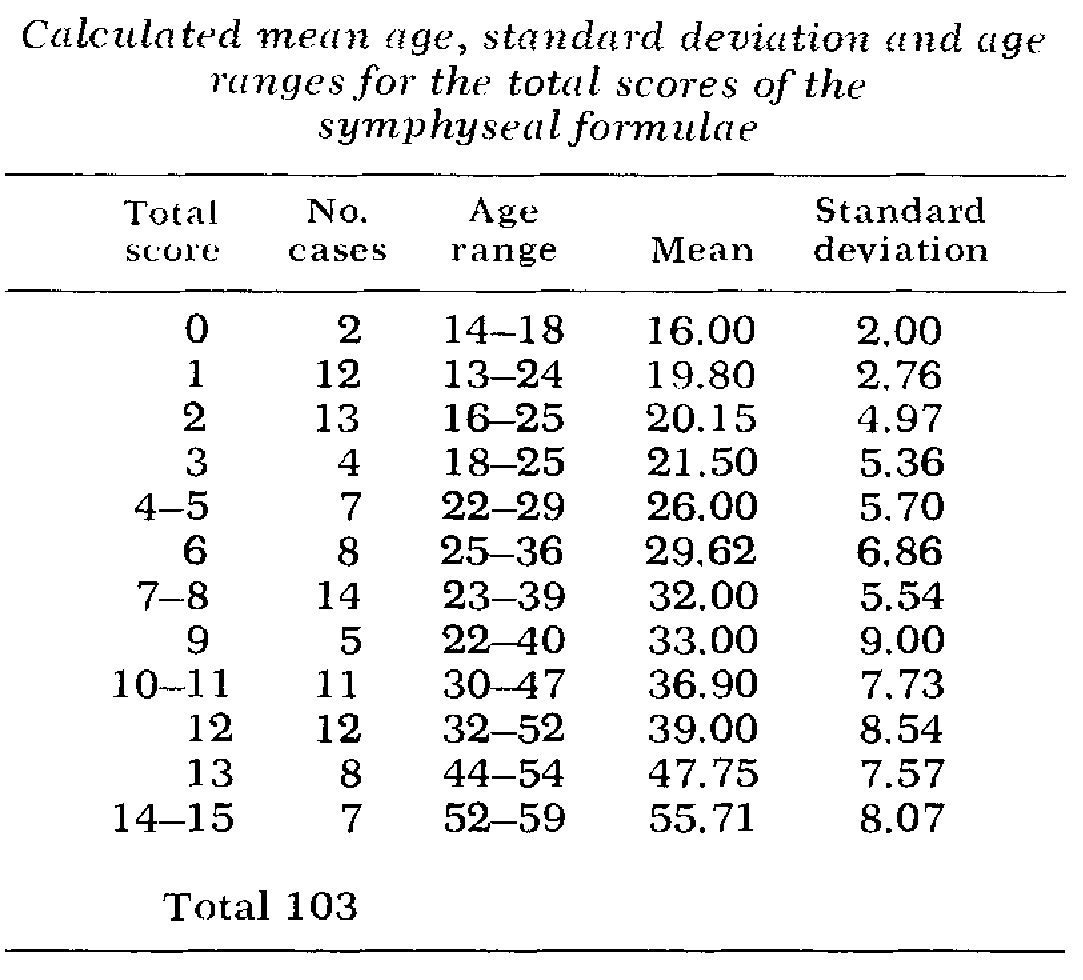 Calculated mean age, standard deviation and age
ranges for the total scores of the
symphyseal formulae
Total No. Age Standard
score cases range Mean deviation
0 2 14–18 16.00 2.00
1 12 13–24 19.80 2.76
2 13 16–25 20.15 4.97
3 4 18–25 21.50 5.36
4–5 7 22–29 26.00 5.70
6 8 25–36 29.62 6.86
7–8 14 23–39 32.00 5.54
9 5 22–40 33.00 9.00
10–11 11 30–47 36.90 7.73
12 12 32–52 39.00 8.54
13 8 44–54 47.75 7.57
14–15 7 52–59 55.71 8.07
Total 103